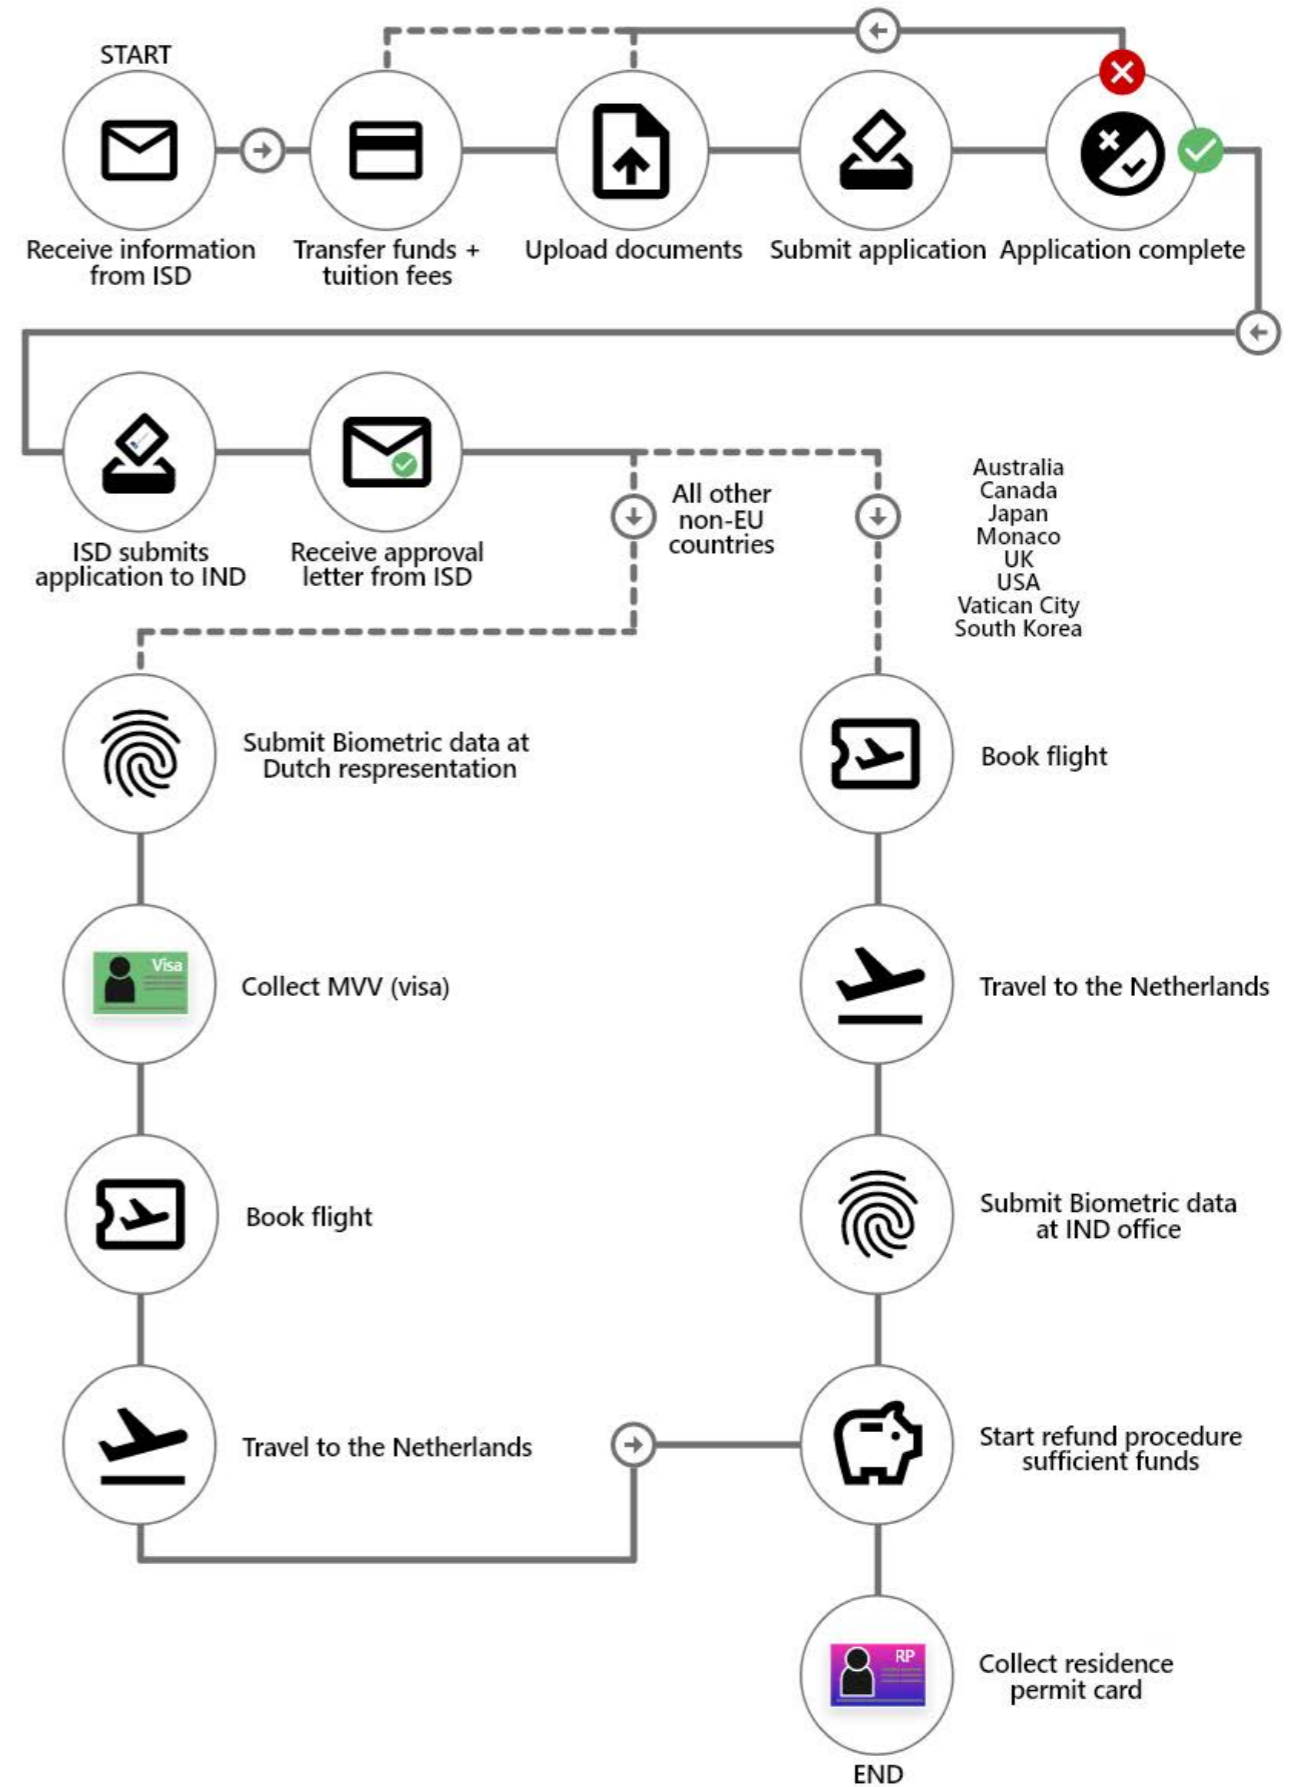 START
Receive information
from ISD
Transfer funds +
tuition fees
Upload documents
Submit application
Application complete
ISD submits
application to IND
Receive approval
letter from ISD
All other
non-EU
countries
Australia
Canada
Japan
Monaco
UK
USA
Vatican City
South Korea
Submit Biometric data at
Dutch respresentation
Book flight
Visa
Collect MVV (visa)
Travel to the Netherlands
Book flight
Submit Biometric data
at IND office
Travel to the Netherlands
Start refund procedure
sufficient funds
RP
Collect residence
permit card
END